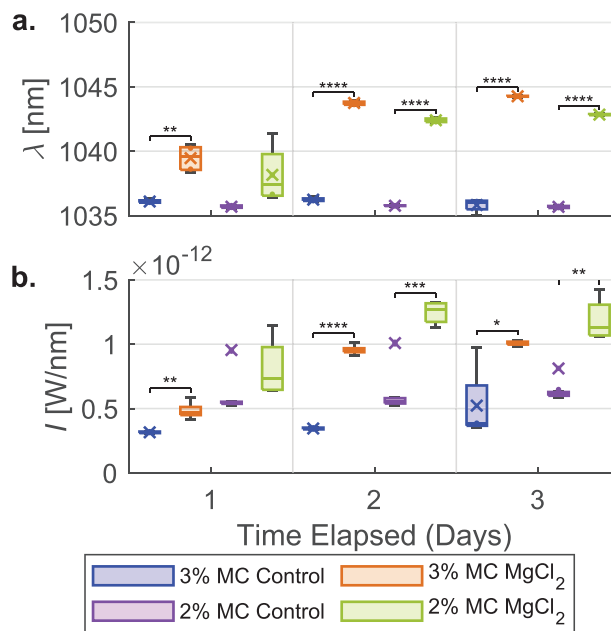 a.
1050
1045
1040
1035
λ [nm]
**
****
****
****
****
b.
×10⁻¹²
1.5
1
0.5
0
I [W/nm]
**
****
***
*
**
1 2 3
Time Elapsed (Days)
3% MC Control 3% MC MgCl₂
2% MC Control 2% MC MgCl₂